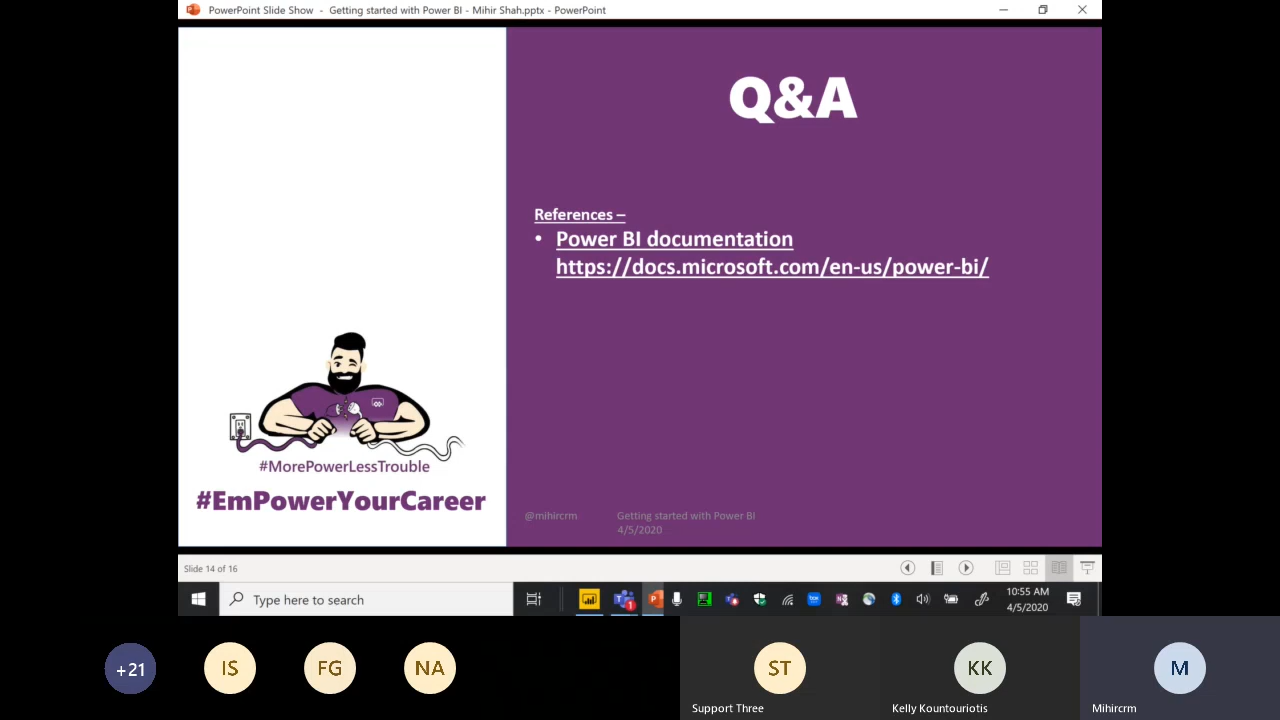 PowerPoint Slide Show - Getting started with Power BI - Mihir Shah.pptx - PowerPoint
Q&A
References –
• Power BI documentation
https://docs.microsoft.com/en-us/power-bi/
#MorePowerLessTrouble
#EmPowerYourCareer
@mihircrm
Getting started with Power BI
4/5/2020
Slide 14 of 16
Type here to search
1
10:55 AM
4/5/2020
+21
IS
FG
NA
ST
KK
M
Support Three
Kelly Kountouriotis
Mihircrm